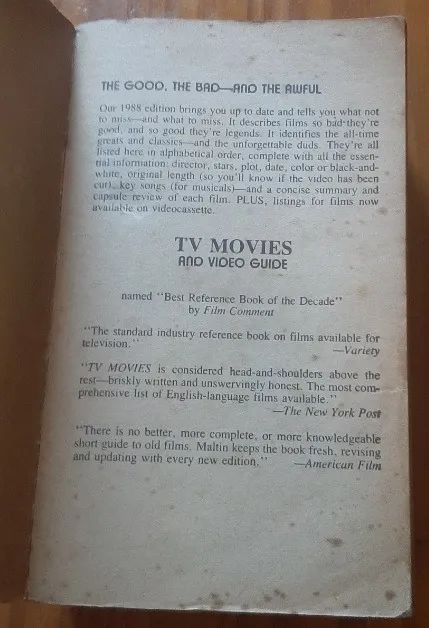 THE GOOD, THE BAD—AND THE AWFUL
Our 1988 edition brings you up to date and tells you what not
to miss—and what to miss. It describes films so bad they're
good, and so good they're legends. It identifies the all-time
greats and classics—and the unforgettable duds. They're all
listed here in alphabetical order, complete with all the essen-
tial information: director, stars, plot, date, color or black-and-
white, original length (so you'll know if the video has been
cut), key songs (for musicals)—and a concise summary and
capsule review of each film. PLUS, listings for films now
available on videocassette.
TV MOVIES
AND VIDEO GUIDE
named "Best Reference Book of the Decade"
by Film Comment
"The standard industry reference book on films available for
television."
—Variety
"TV MOVIES is considered head-and-shoulders above the
rest—briskly written and unswervingly honest. The most com-
prehensive list of English-language films available."
—The New York Post
"There is no better, more complete, or more knowledgeable
short guide to old films. Maltin keeps the book fresh, revising
and updating with every new edition." —American Film